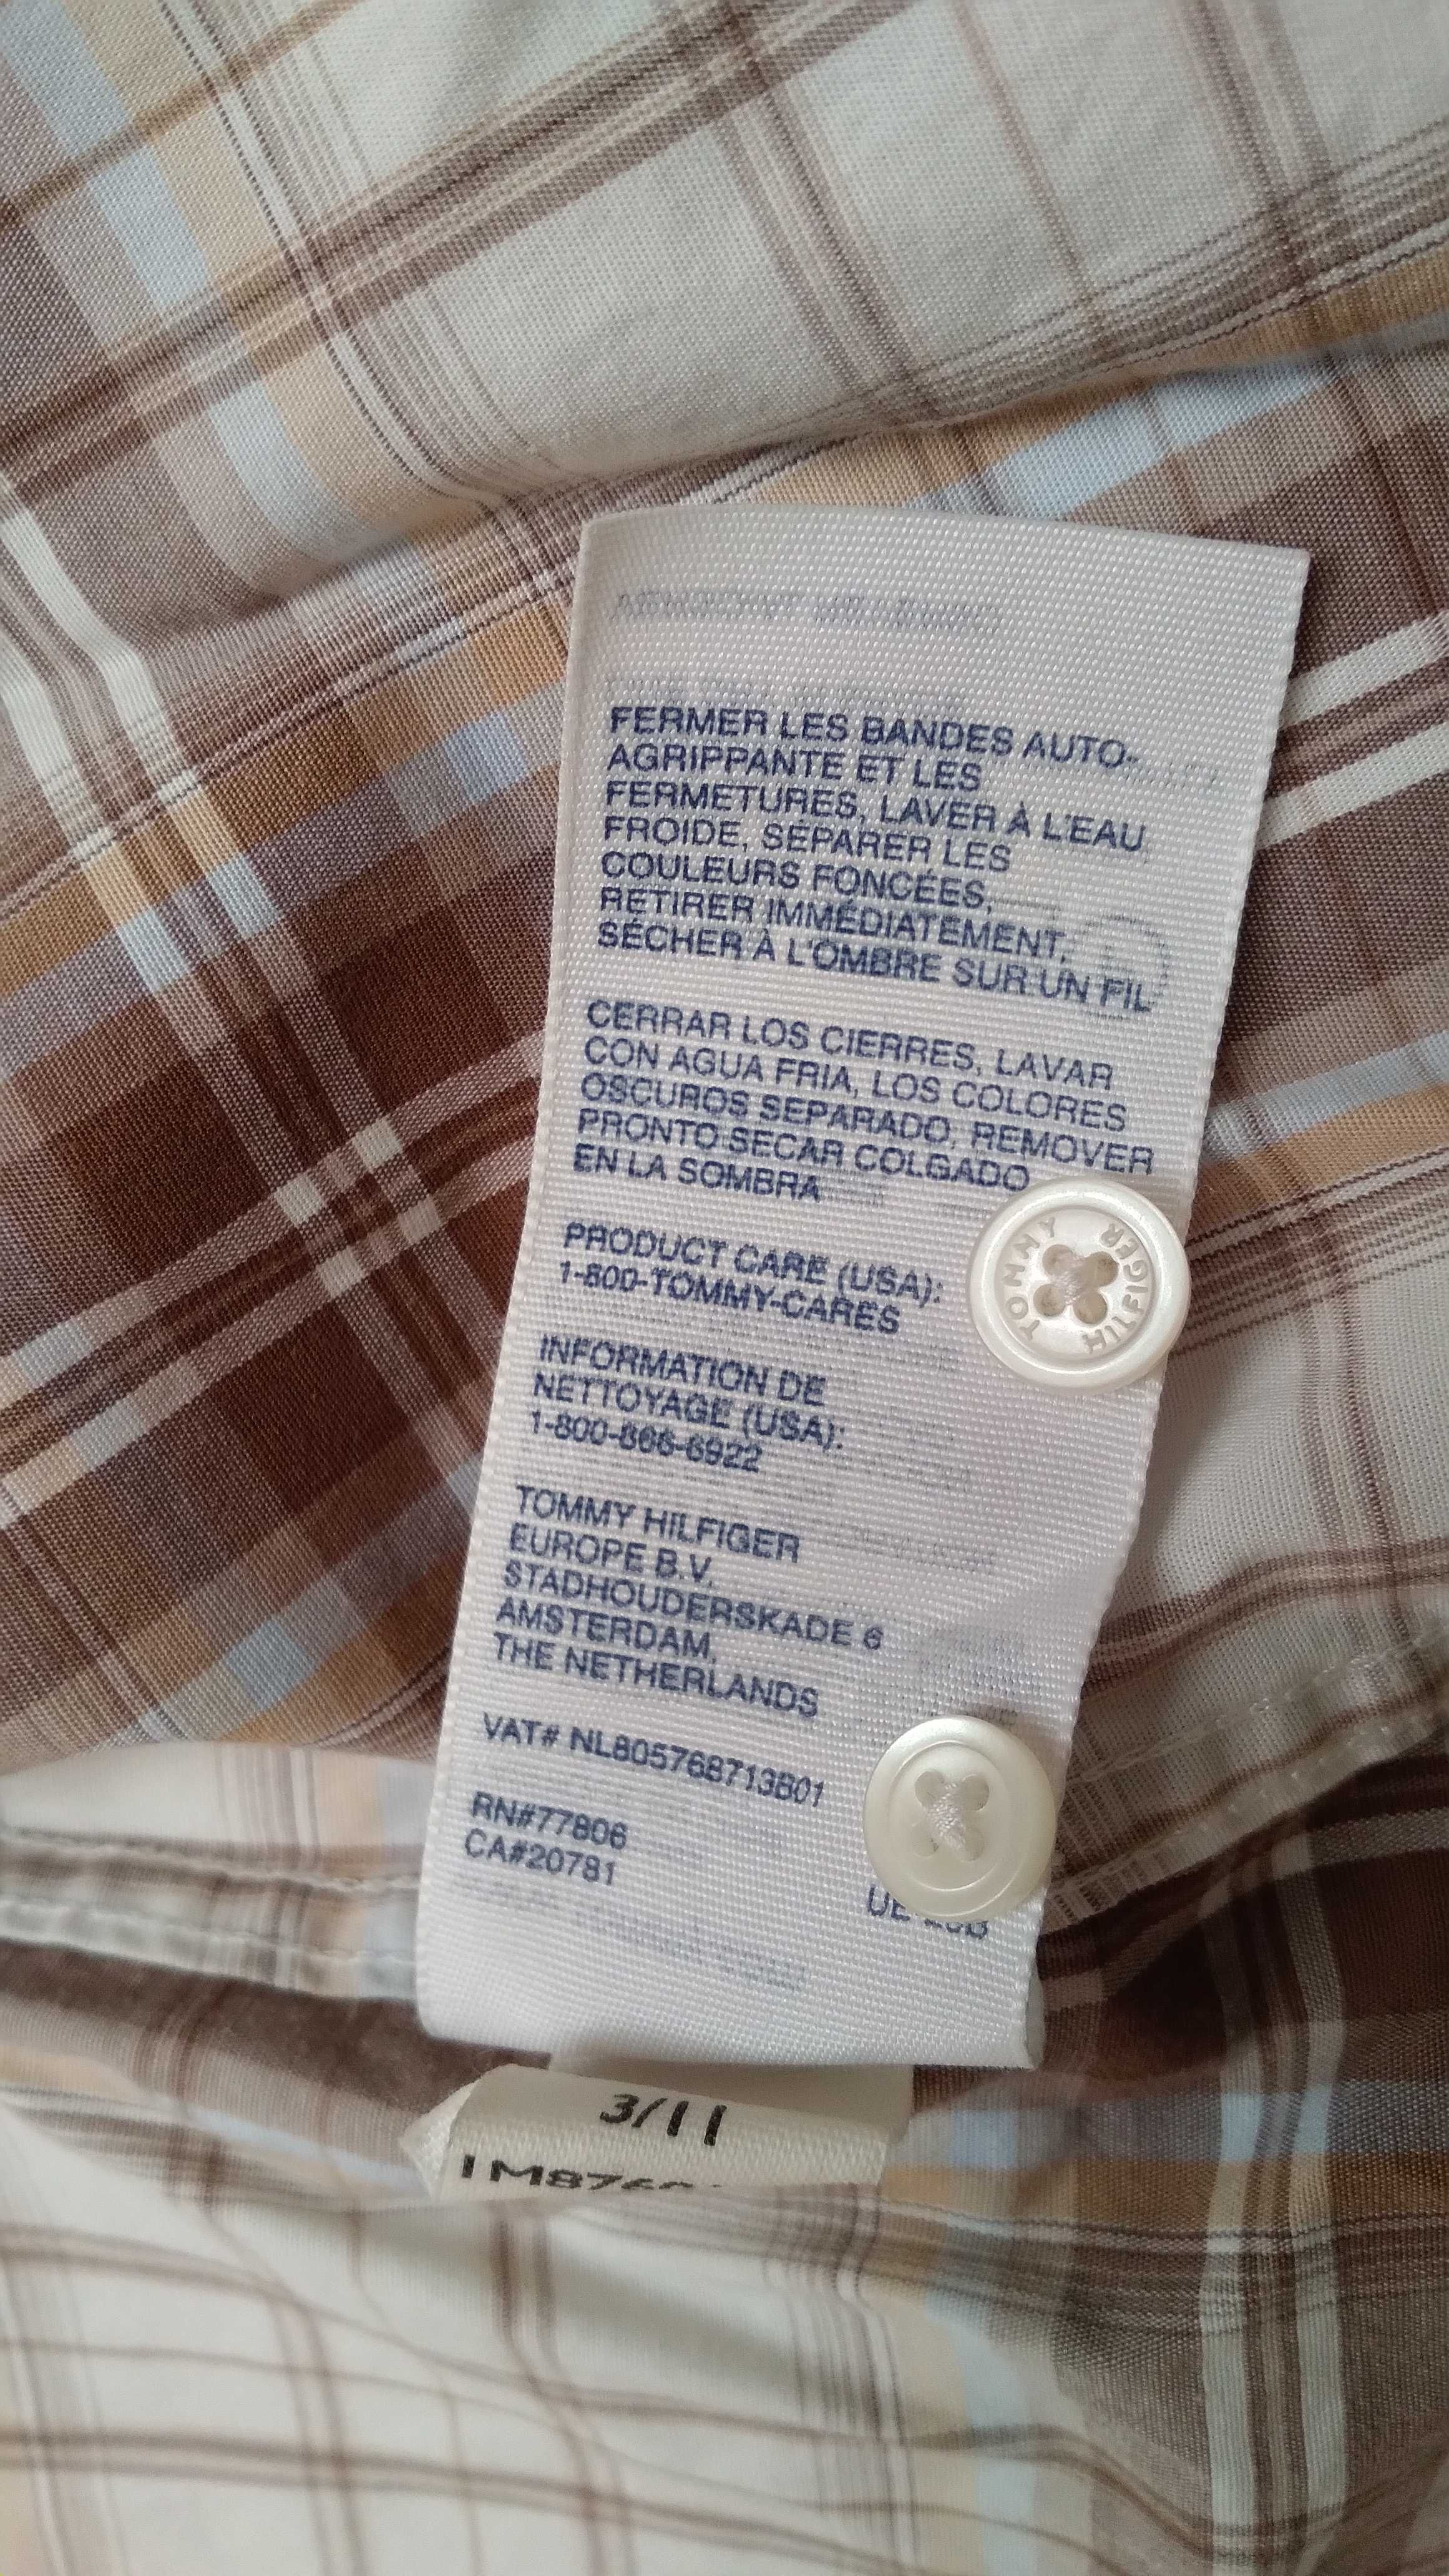 FERMER LES BANDES AUTO-
AGRIPPANTE ET LES
FERMETURES, LAVER À L'EAU
FROIDE, SÉPARER LES
COULEURS FONCÉES,
RETIRER IMMÉDIATEMENT,
SÉCHER À L'OMBRE SUR UN FIL
CERRAR LOS CIERRES, LAVAR
CON AGUA FRIA, LOS COLORES
OSCUROS SEPARADO, REMOVER
PRONTO SECAR COLGADO
EN LA SOMBRA
TOMMY HILFIGER
PRODUCT CARE (USA):
1-800-TOMMY-CARES
INFORMATION DE
NETTOYAGE (USA):
1-800-866-6922
TOMMY HILFIGER
EUROPE B.V.
STADHOUDERSKADE 6
AMSTERDAM,
THE NETHERLANDS
VAT# NL805768713B01
RN#77806
CA#20781
3/11